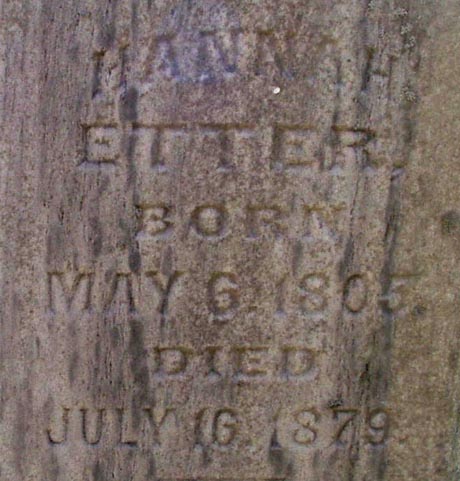 HANNAH
ETTER,
BORN
MAY 6, 1805.
DIED
JULY 16, 1879.